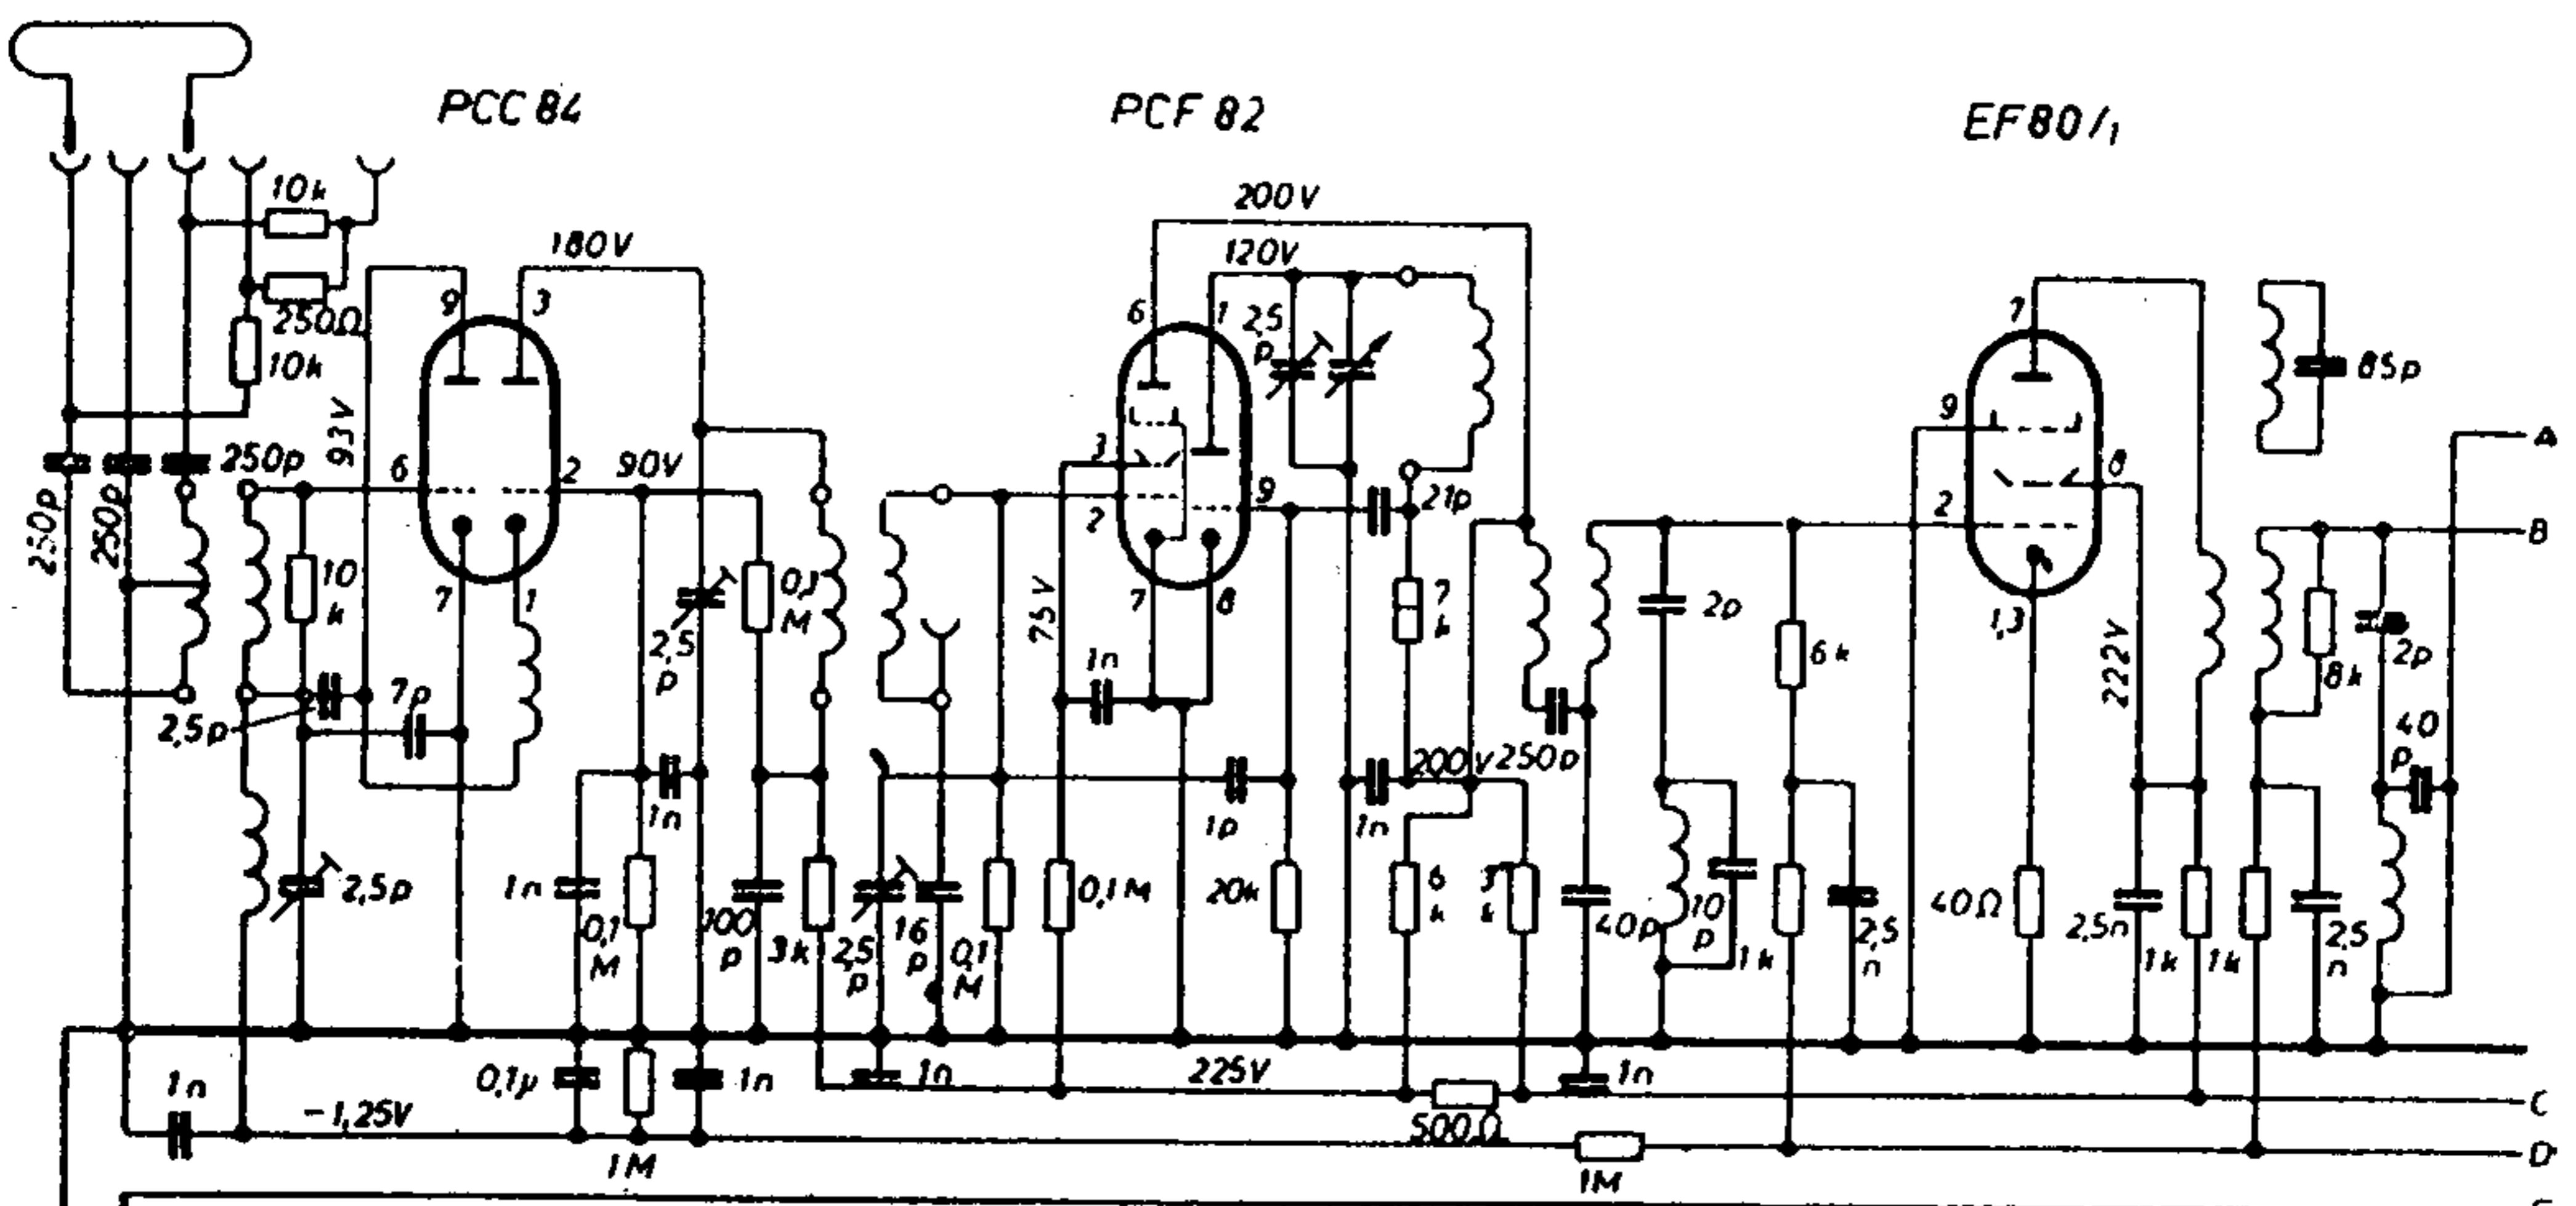 PCC 84
PCF 82
EF80/1
10k
250Ω
10k
250p
250p
250p
93V
180V
9
3
6
2
7
1
90V
10
k
2,5p
7p
2,5p
2,5
p
0,1
M
1n
1n
0,1
M
100
p
3k
2,5
p
16
p
0,1
M
200V
120V
6
1
2,5
p
3
2
9
7
8
75V
1n
21p
7
k
1p
20k
0,1M
1n
200V
250p
6
k
3
k
40p
2p
10
p
6k
1k
2,5
n
7
9
8
2
1,3
222V
40Ω
2,5n
1k
1k
85p
8k
2p
40
p
2,5
n
A
B
C
D
1n
-1,25V
0,1µ
1M
1n
1n
225V
500Ω
1n
1M